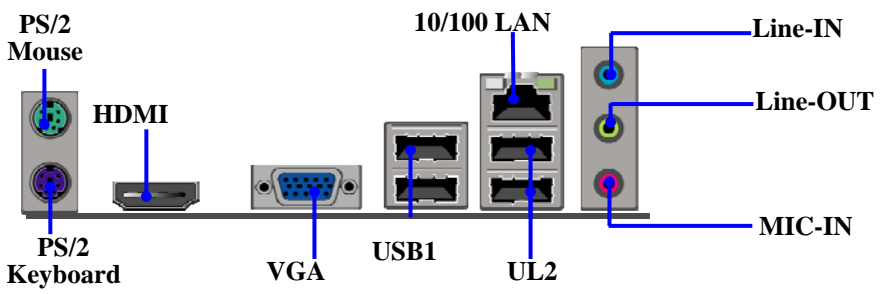 PS/2
Mouse
10/100 LAN
Line-IN
HDMI
Line-OUT
PS/2
Keyboard
VGA
USB1
UL2
MIC-IN